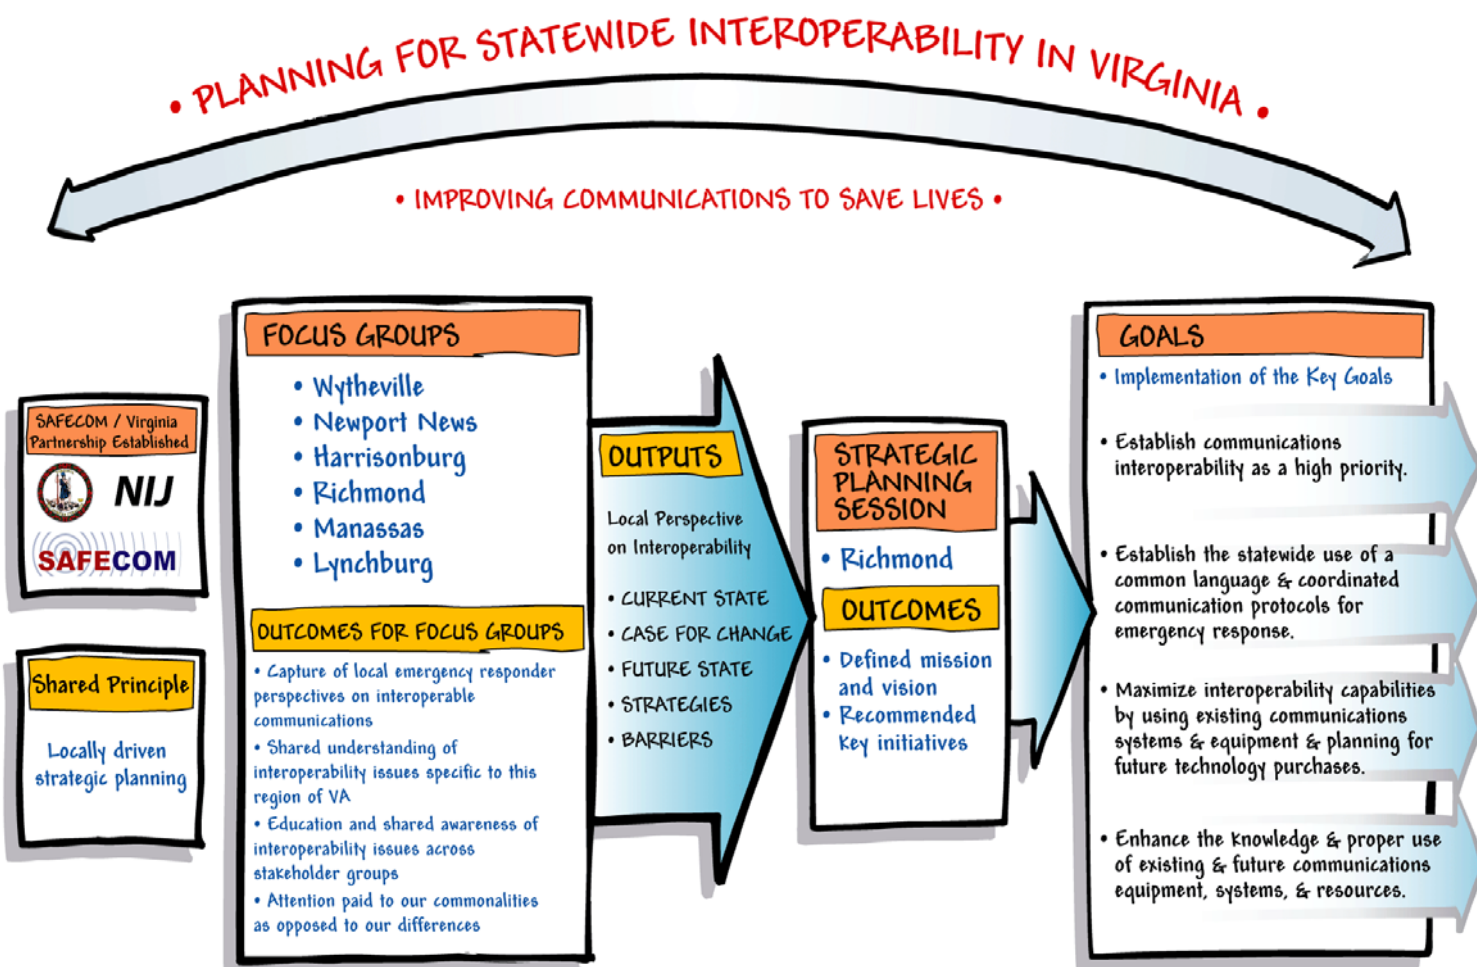 • PLANNING FOR STATEWIDE INTEROPERABILITY IN VIRGINIA •
• IMPROVING COMMUNICATIONS TO SAVE LIVES •
SAFECOM / Virginia
Partnership Established
NIJ
SAFECOM
Shared Principle
Locally driven
strategic planning
FOCUS GROUPS
• Wytheville
• Newport News
• Harrisonburg
• Richmond
• Manassas
• Lynchburg
OUTCOMES FOR FOCUS GROUPS
• Capture of local emergency responder
perspectives on interoperable
communications
• Shared understanding of
interoperability issues specific to this
region of VA
• Education and shared awareness of
interoperability issues across
stakeholder groups
• Attention paid to our commonalities
as opposed to our differences
OUTPUTS
Local Perspective
on Interoperability
• CURRENT STATE
• CASE FOR CHANGE
• FUTURE STATE
• STRATEGIES
• BARRIERS
STRATEGIC
PLANNING
SESSION
• Richmond
OUTCOMES
• Defined mission
and vision
• Recommended
Key initiatives
GOALS
• Implementation of the Key Goals
• Establish communications
interoperability as a high priority.
• Establish the statewide use of a
common language & coordinated
communication protocols for
emergency response.
• Maximize interoperability capabilities
by using existing communications
systems & equipment & planning for
future technology purchases.
• Enhance the Knowledge & proper use
of existing & future communications
equipment, systems, & resources.